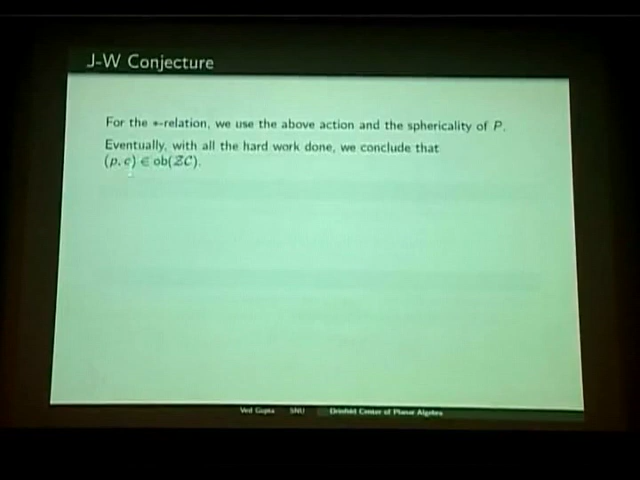 J-W Conjecture
For the *-relation, we use the above action and the sphericality of P.
Eventually, with all the hard work done, we conclude that
(p, c) ∈ ob(ZC).
Ved Gupta SNU Drinfeld Center of Planar Algebra